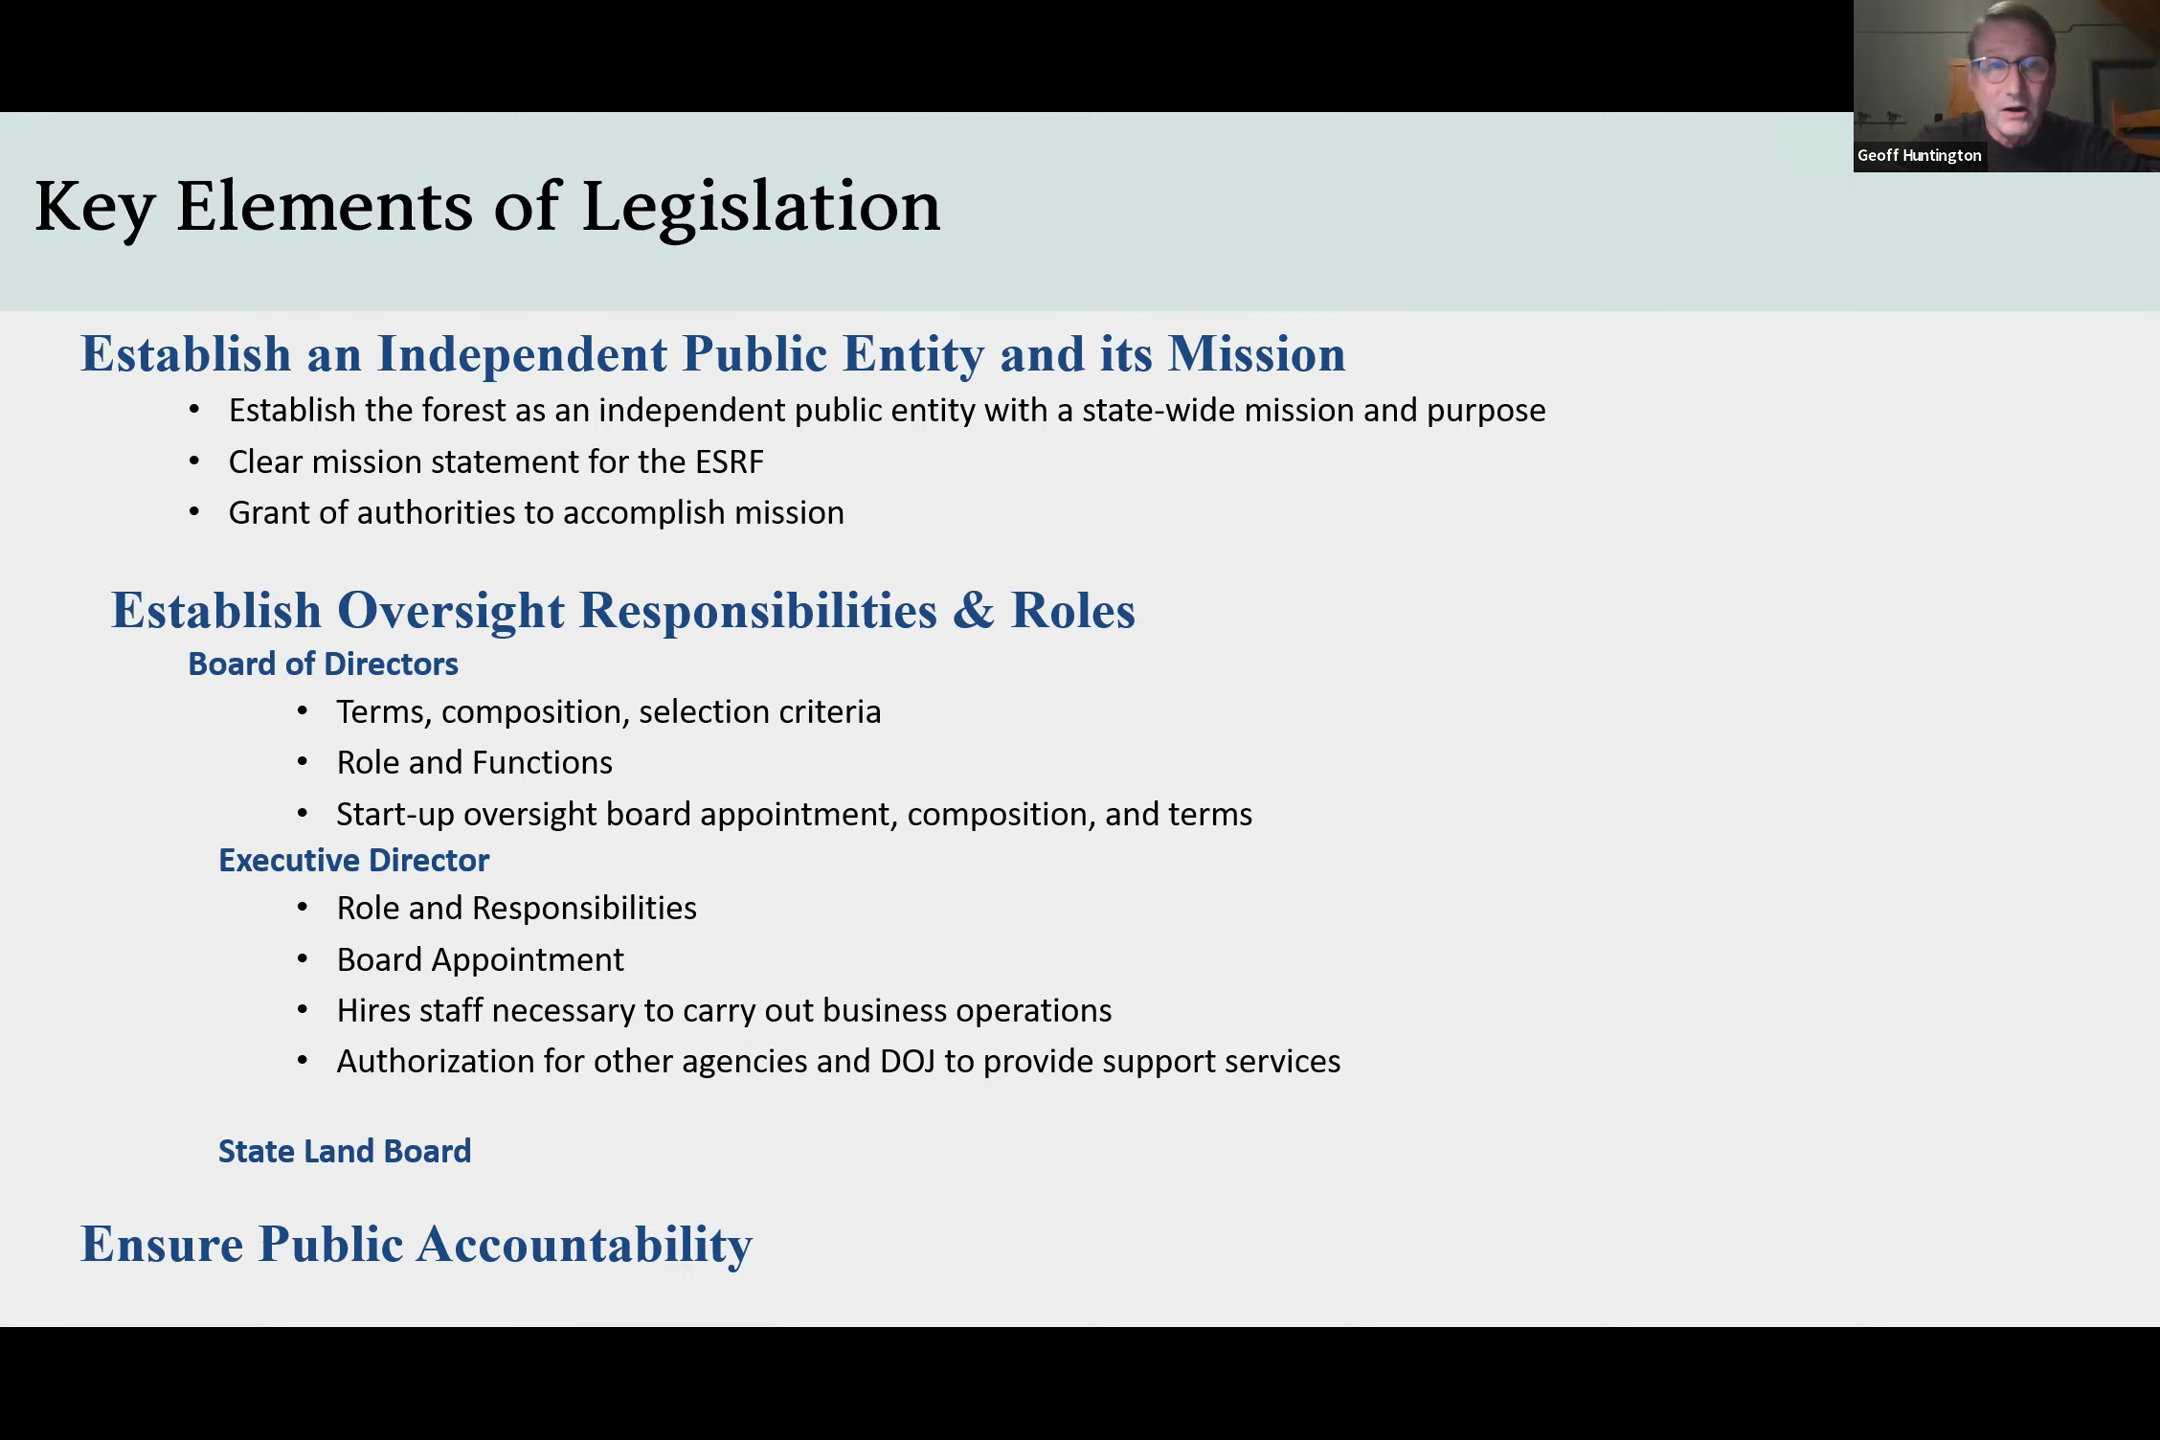 Geoff Huntington
Key Elements of Legislation
Establish an Independent Public Entity and its Mission
• Establish the forest as an independent public entity with a state-wide mission and purpose
• Clear mission statement for the ESRF
• Grant of authorities to accomplish mission
Establish Oversight Responsibilities & Roles
Board of Directors
• Terms, composition, selection criteria
• Role and Functions
• Start-up oversight board appointment, composition, and terms
Executive Director
• Role and Responsibilities
• Board Appointment
• Hires staff necessary to carry out business operations
• Authorization for other agencies and DOJ to provide support services
State Land Board
Ensure Public Accountability